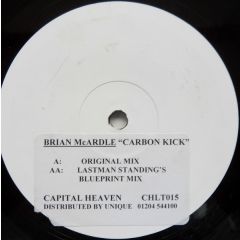 BRIAN McARDLE "CARBON KICK"
A: ORIGINAL MIX
AA: LASTMAN STANDING'S
BLUEPRINT MIX
CAPITAL HEAVEN CHLT015
DISTRIBUTED BY UNIQUE 01204 544100